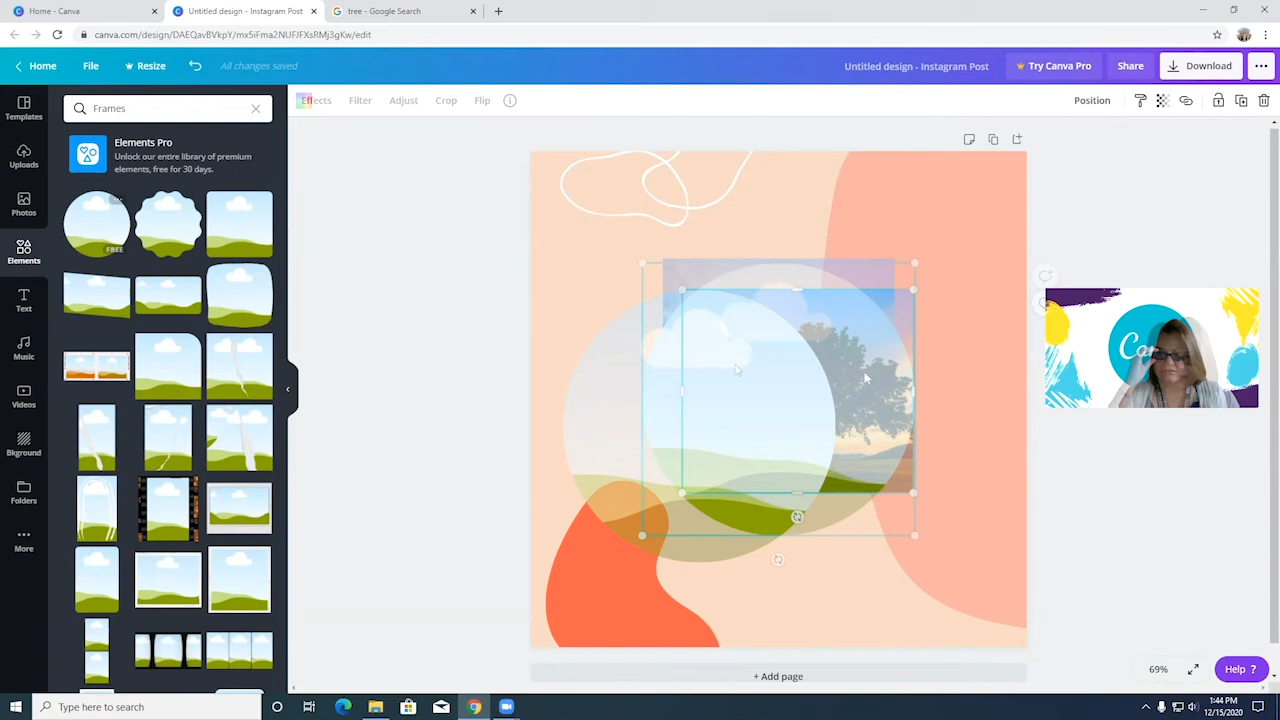 Home - Canva
Untitled design - Instagram Post
tree - Google Search
canva.com/design/DAEQavBVkpY/mx5iFma2NUFJFXsRMj3gKw/edit
Home
File
Resize
All changes saved
Untitled design - Instagram Post
Try Canva Pro
Share
Download
Templates
Uploads
Photos
Elements
Text
Music
Videos
Bkground
Folders
More
Frames
Elements Pro
Unlock our entire library of premium
elements, free for 30 days.
FREE
Effects
Filter
Adjust
Crop
Flip
Position
+ Add page
69%
Help ?
Type here to search
1:44 PM
12/15/2020